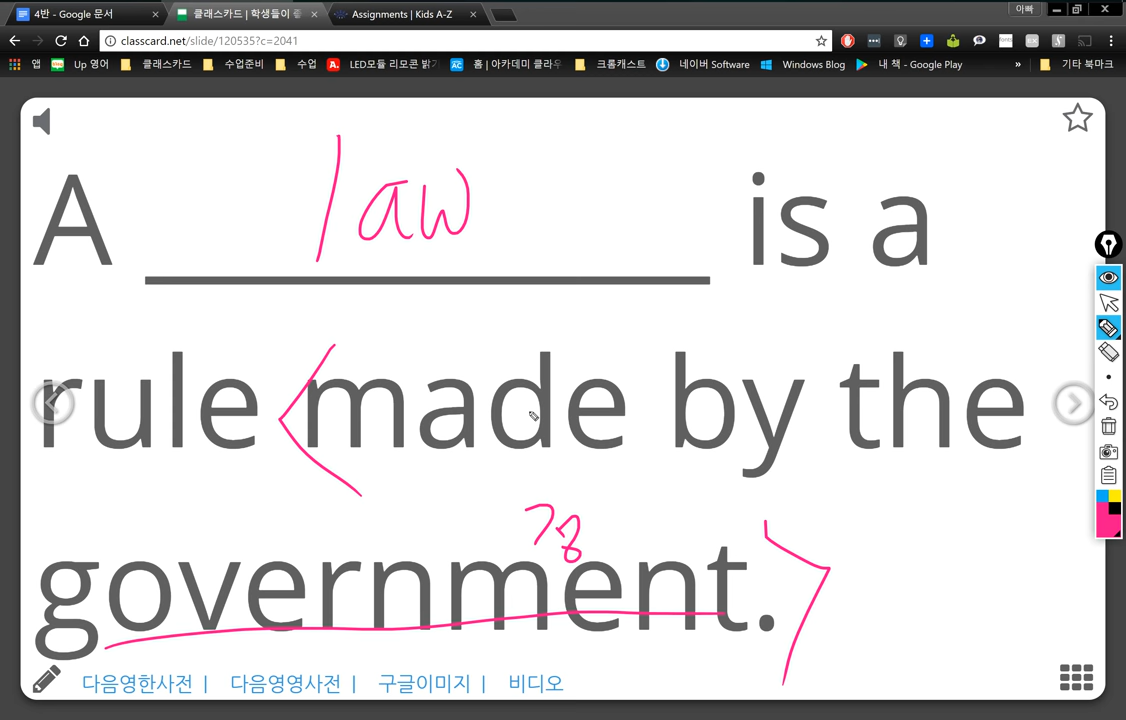 4반 - Google 문서
클래스카드 | 학생들이 클
Assignments | Kids A-Z
아빠
classcard.net/slide/120535?c=2041
앱 Up 영어 클래스카드 수업준비 수업 LED모듈 리모콘 밝기 홈 | 아카데미 클라우 크롬캐스트 네이버 Software Windows Blog 내 책 - Google Play » 기타 북마크
A law is a
rule < made by the
government. >
다음영한사전 | 다음영영사전 | 구글이미지 | 비디오